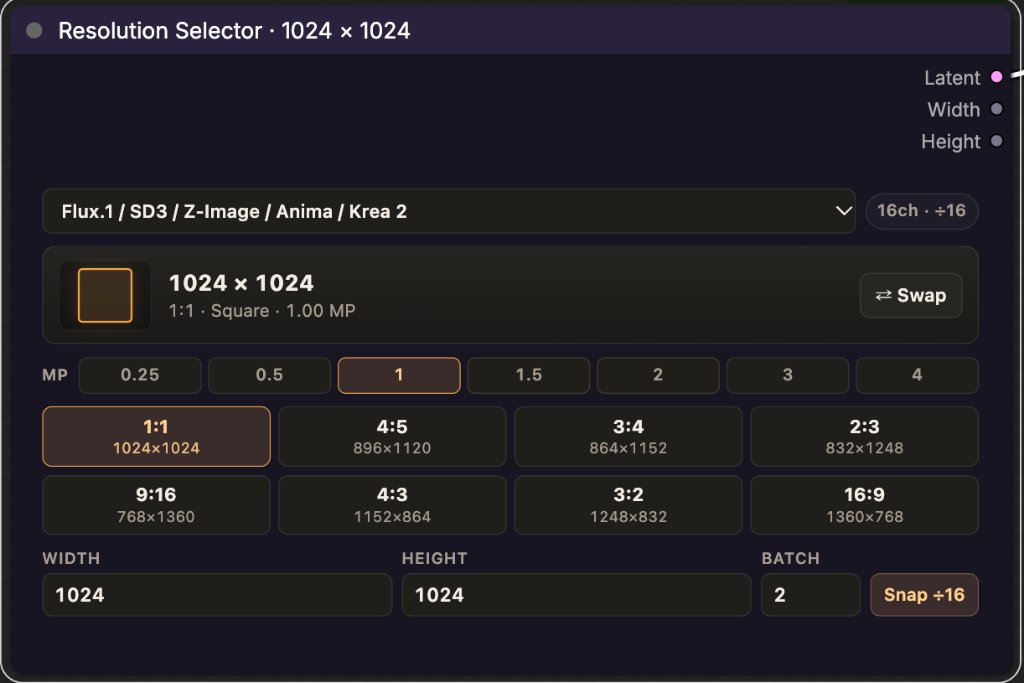 Resolution Selector · 1024 × 1024
Latent
Width
Height
Flux.1 / SD3 / Z-Image / Anima / Krea 2
16ch · ÷16
1024 × 1024
1:1 · Square · 1.00 MP
⇄ Swap
MP 0.25 0.5 1 1.5 2 3 4
1:1 4:5 3:4 2:3
1024×1024 896×1120 864×1152 832×1248
9:16 4:3 3:2 16:9
768×1360 1152×864 1248×832 1360×768
WIDTH HEIGHT BATCH
1024 1024 2 Snap ÷16